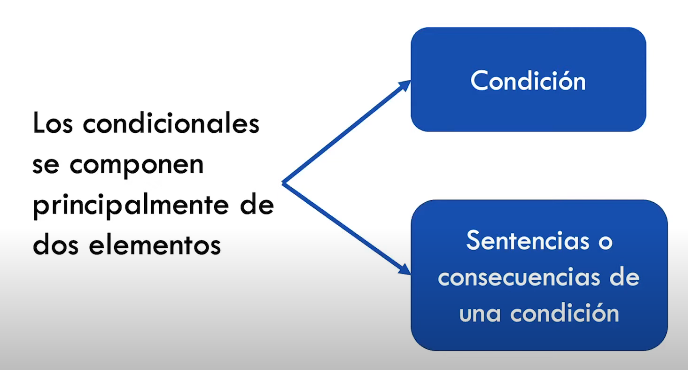 Los condicionales
se componen
principalmente de
dos elementos
Condición
Sentencias o
consecuencias de
una condición